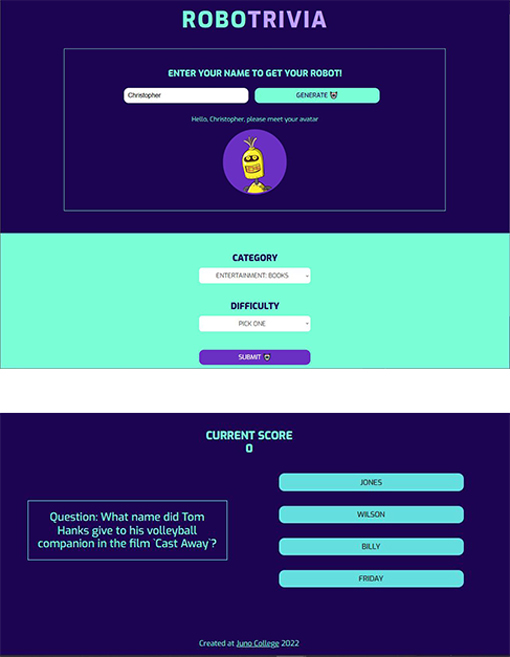 ROBOTRIVIA
ENTER YOUR NAME TO GET YOUR ROBOT!
Christopher
GENERATE
Hello, Christopher, please meet your avatar
CATEGORY
ENTERTAINMENT: BOOKS
DIFFICULTY
PICK ONE
SUBMIT
CURRENT SCORE
0
Question: What name did Tom
Hanks give to his volleyball
companion in the film `Cast Away`?
JONES
WILSON
BILLY
FRIDAY
Created at Juno College 2022